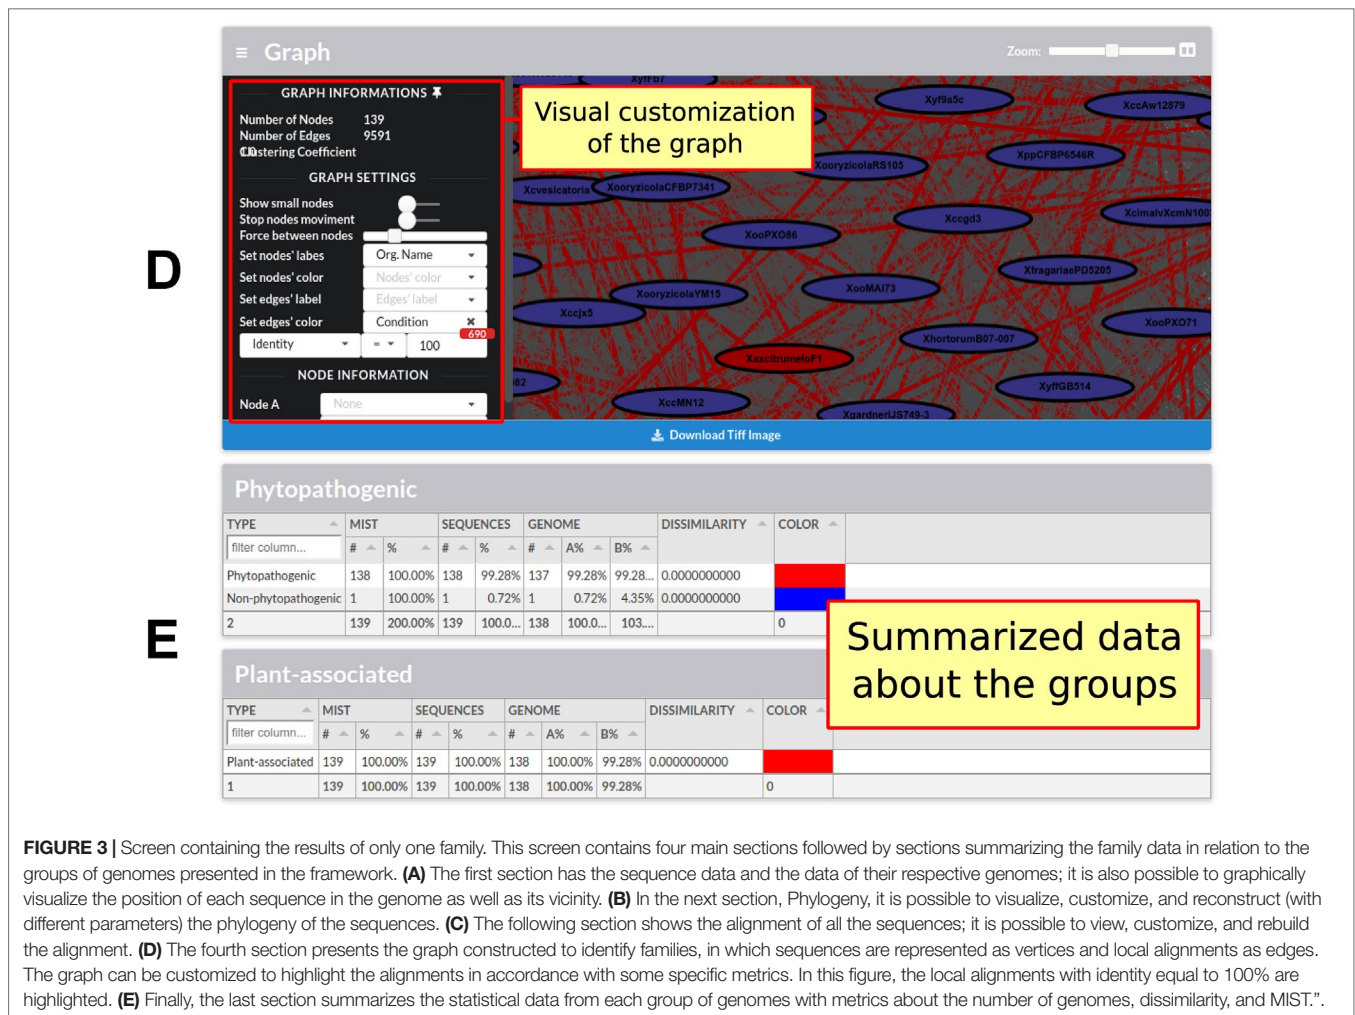 ≡ Graph
Zoom:
GRAPH INFORMATIONS
Number of Nodes 139
Number of Edges 9591
Clustering Coefficient
GRAPH SETTINGS
Show small nodes
Stop nodes moviment
Force between nodes
Set nodes' labes Org. Name
Set nodes' color Nodes' color
Set edges' label Edges' label
Set edges' color Condition ✖
690
Identity = 100
NODE INFORMATION
Node A None
Visual customization
of the graph
XyfFb7
Xyf9a5c
XccAw12879
XooryzicolaRS105
XppCFBP6546R
Xcvesicatoria
XooryzicolaCFBP7341
Xccgd3
XcimalvXcmN100
XooPXO86
XfragariaePD5205
XooMAI73
XooryzicolaYM15
Xccjx5
XooPXO71
XhortorumB07-007
XaxcitrumeloF1
XyffGB514
XccMN12
XgardneriJS749-3
Download Tiff Image
D
Phytopathogenic
TYPE MIST SEQUENCES GENOME DISSIMILARITY COLOR
filter column... # % # % # A% B%
Phytopathogenic 138 100.00% 138 99.28% 137 99.28% 99.28... 0.0000000000
Non-phytopathogenic 1 100.00% 1 0.72% 1 0.72% 4.35% 0.0000000000
2 139 200.00% 139 100.0... 138 100.0... 103.... 0
E
Summarized data
about the groups
Plant-associated
TYPE MIST SEQUENCES GENOME DISSIMILARITY COLOR
filter column... # % # % # A% B%
Plant-associated 139 100.00% 139 100.00% 138 100.00% 99.28% 0.0000000000
1 139 100.00% 139 100.00% 138 100.00% 99.28% 0
FIGURE 3 | Screen containing the results of only one family. This screen contains four main sections followed by sections summarizing the family data in relation to the
groups of genomes presented in the framework. (A) The first section has the sequence data and the data of their respective genomes; it is also possible to graphically
visualize the position of each sequence in the genome as well as its vicinity. (B) In the next section, Phylogeny, it is possible to visualize, customize, and reconstruct (with
different parameters) the phylogeny of the sequences. (C) The following section shows the alignment of all the sequences; it is possible to view, customize, and rebuild
the alignment. (D) The fourth section presents the graph constructed to identify families, in which sequences are represented as vertices and local alignments as edges.
The graph can be customized to highlight the alignments in accordance with some specific metrics. In this figure, the local alignments with identity equal to 100% are
highlighted. (E) Finally, the last section summarizes the statistical data from each group of genomes with metrics about the number of genomes, dissimilarity, and MIST.”.